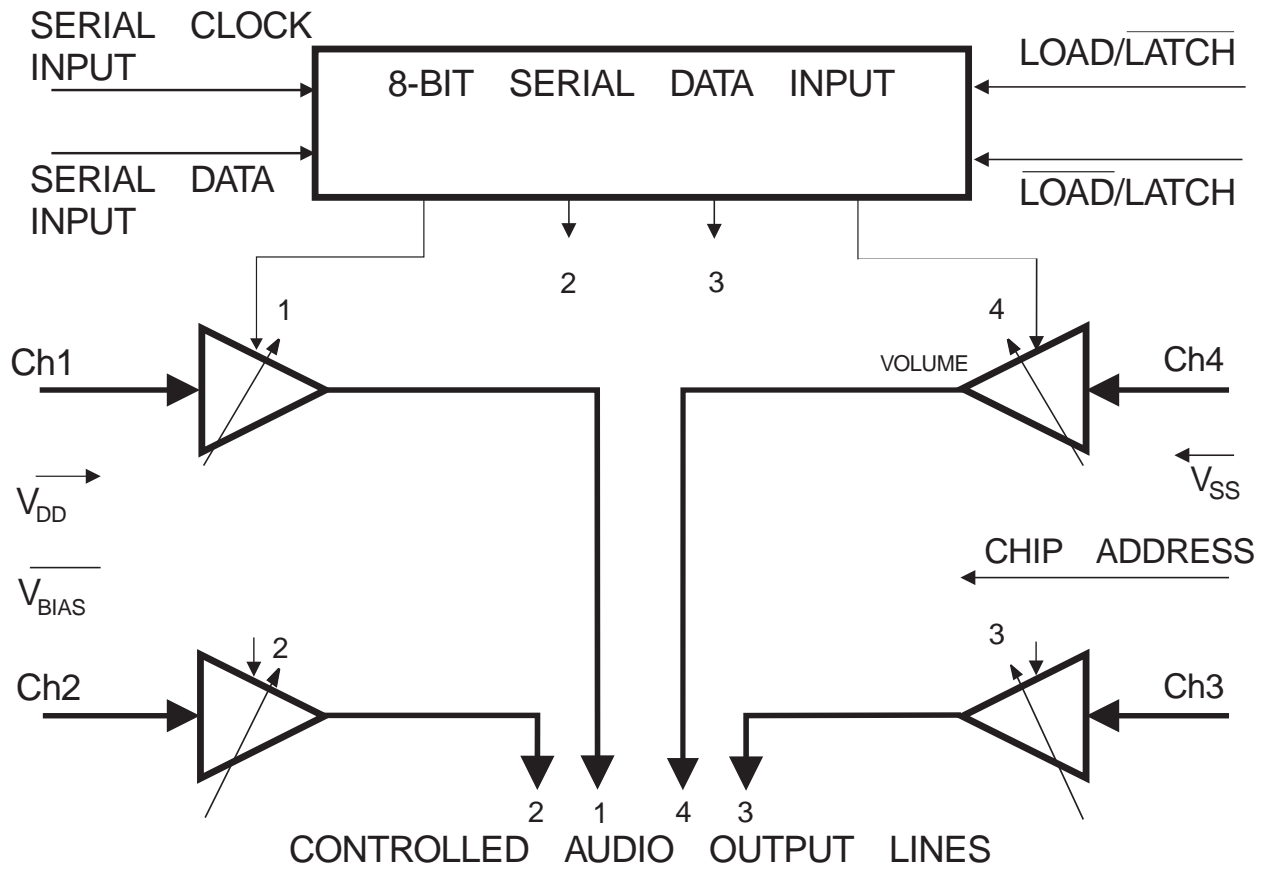 SERIAL CLOCK
INPUT
8-BIT SERIAL DATA INPUT
LOAD/LATCH
SERIAL DATA
INPUT
LOAD/LATCH
2
3
1
4
Ch1
VOLUME
Ch4
VDD
VSS
CHIP ADDRESS
VBIAS
2
3
Ch2
Ch3
2 1 4 3
CONTROLLED AUDIO OUTPUT LINES